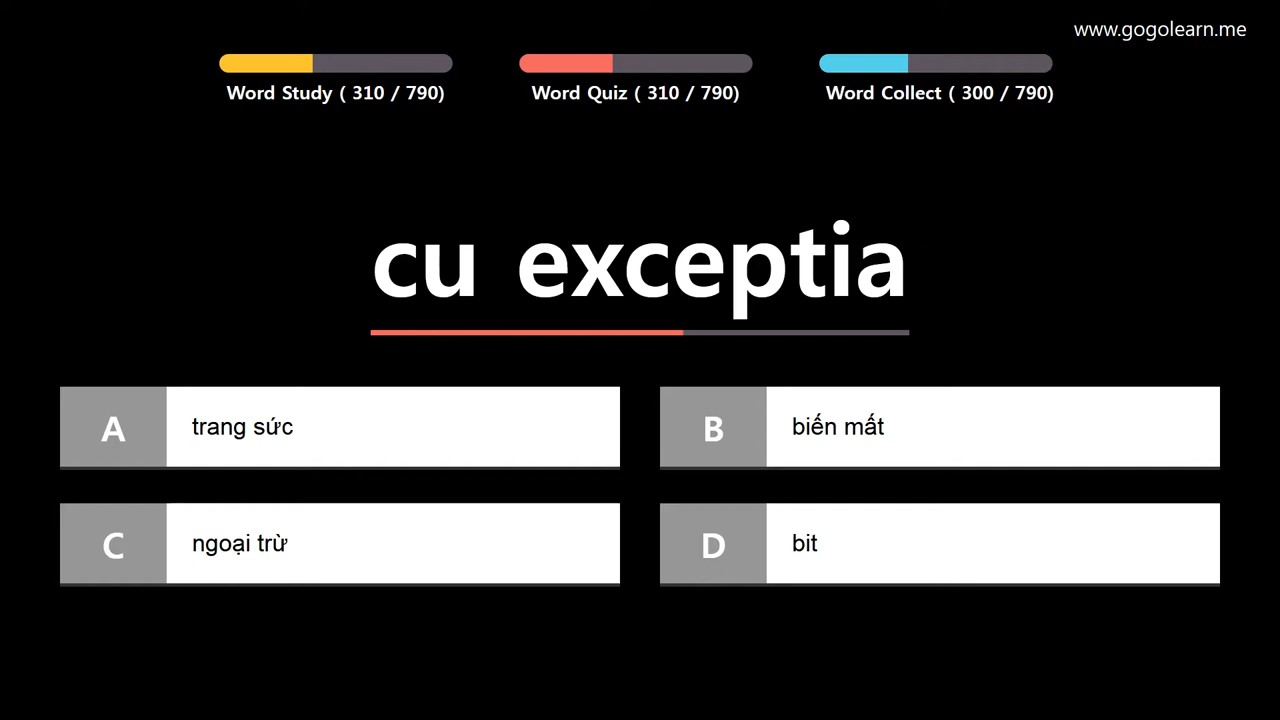 www.gogolearn.me
Word Study ( 310 / 790)
Word Quiz ( 310 / 790)
Word Collect ( 300 / 790)
cu exceptia
A trang sức
B biến mất
C ngoại trừ
D bit